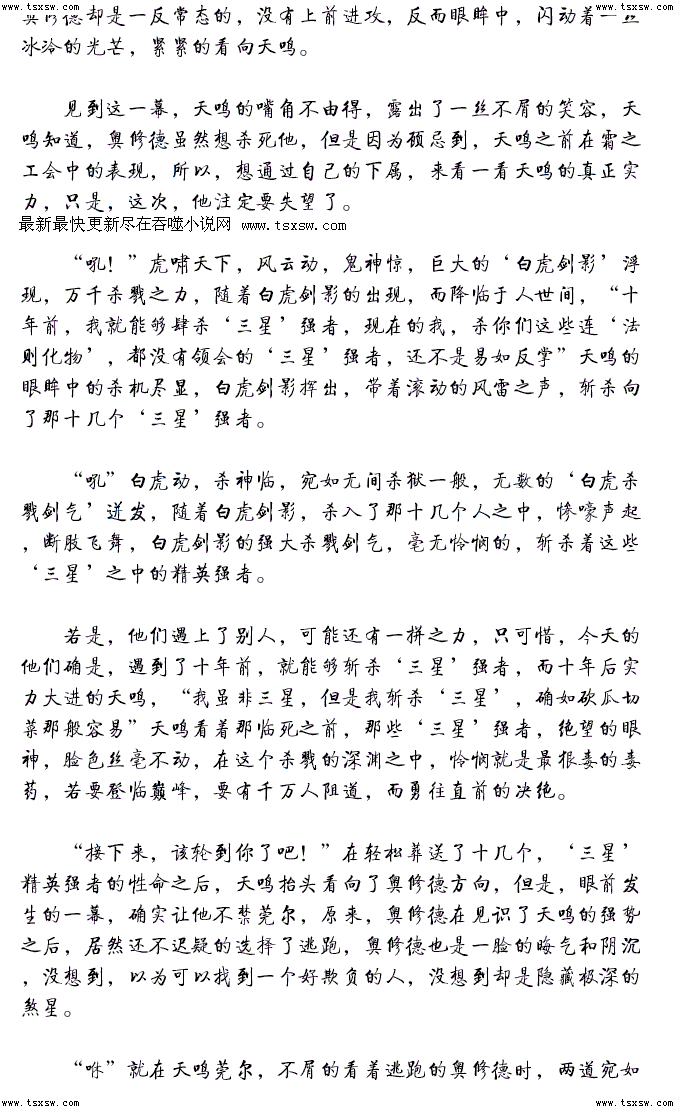 www.tsxsw.com www.tsxsw.com www.tsxsw.com www.tsxsw.com
奥修德却是一反常态的，没有上前进攻，反而眼眸中，闪动着一丝
冰冷的光芒，紧紧的看向天鸣。
见到这一幕，天鸣的嘴角不由得，露出了一丝不屑的笑容，天
鸣知道，奥修德虽然想杀死他，但是因为顾忌到，天鸣之前在霜之
工会中的表现，所以，想通过自己的下属，来看一看天鸣的真正实
力，只是，这次，他注定要失望了。
最新最快更新尽在吞噬小说网 www.tsxsw.com
“吼！”虎啸天下，风云动，鬼神惊，巨大的‘白虎剑影’浮
现，万千杀戮之力，随着白虎剑影的出现，而降临于人世间，“十
年前，我就能够肆杀‘三星’强者，现在的我，杀你们这些连‘法
则化物’，都没有领会的‘三星’强者，还不是易如反掌”天鸣的
眼眸中的杀机尽显，白虎剑影挥出，带着滚动的风雷之声，斩杀向
了那十几个‘三星’强者。
“吼”白虎动，杀神临，宛如无间杀狱一般，无数的‘白虎杀
戮剑气’迸发，随着白虎剑影，杀入了那十几个人之中，惨嚎声起
，断肢飞舞，白虎剑影的强大杀戮剑气，毫无怜悯的，斩杀着这些
‘三星’之中的精英强者。
若是，他们遇上了别人，可能还有一拼之力，只可惜，今天的
他们确是，遇到了十年前，就能够斩杀‘三星’强者，而十年后实
力大进的天鸣，“我虽非三星，但是我斩杀‘三星’，确如砍瓜切
菜那般容易”天鸣看着那临死之前，那些‘三星’强者，绝望的眼
神，脸色丝毫不动，在这个杀戮的深渊之中，怜悯就是最狠毒的毒
药，若要登临巅峰，要有千万人阻道，而勇往直前的决绝。
“接下来，该轮到你了吧！”在轻松葬送了十几个，‘三星’
精英强者的性命之后，天鸣抬头看向了奥修德方向，但是，眼前发
生的一幕，确实让他不禁莞尔，原来，奥修德在见识了天鸣的强势
之后，居然还不迟疑的选择了逃跑，奥修德也是一脸的晦气和阴沉
，没想到，以为可以找到一个好欺负的人，没想到却是隐藏极深的
煞星。
“咻”就在天鸣莞尔，不屑的看着逃跑的奥修德时，两道宛如
www.tsxsw.com www.tsxsw.com www.tsxsw.com www.tsxsw.com